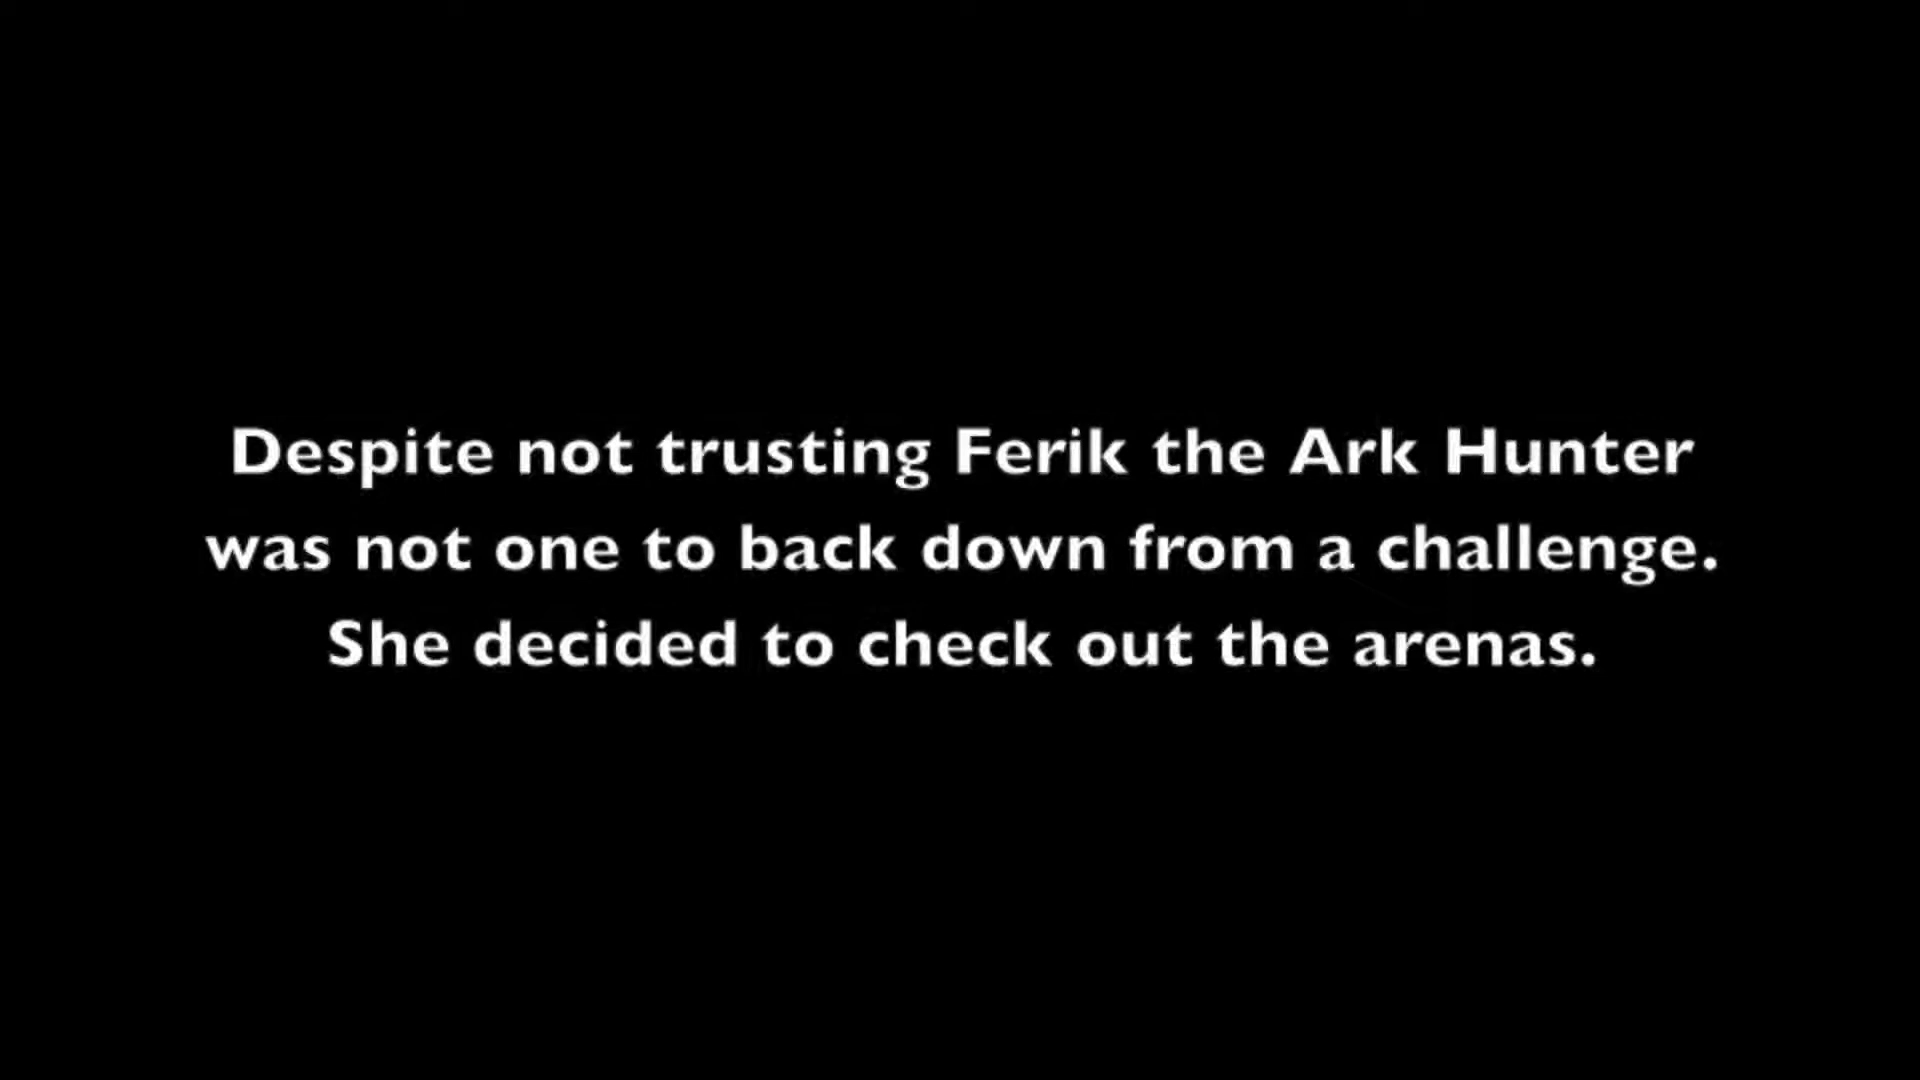 Despite not trusting Ferik the Ark Hunter
was not one to back down from a challenge.
She decided to check out the arenas.